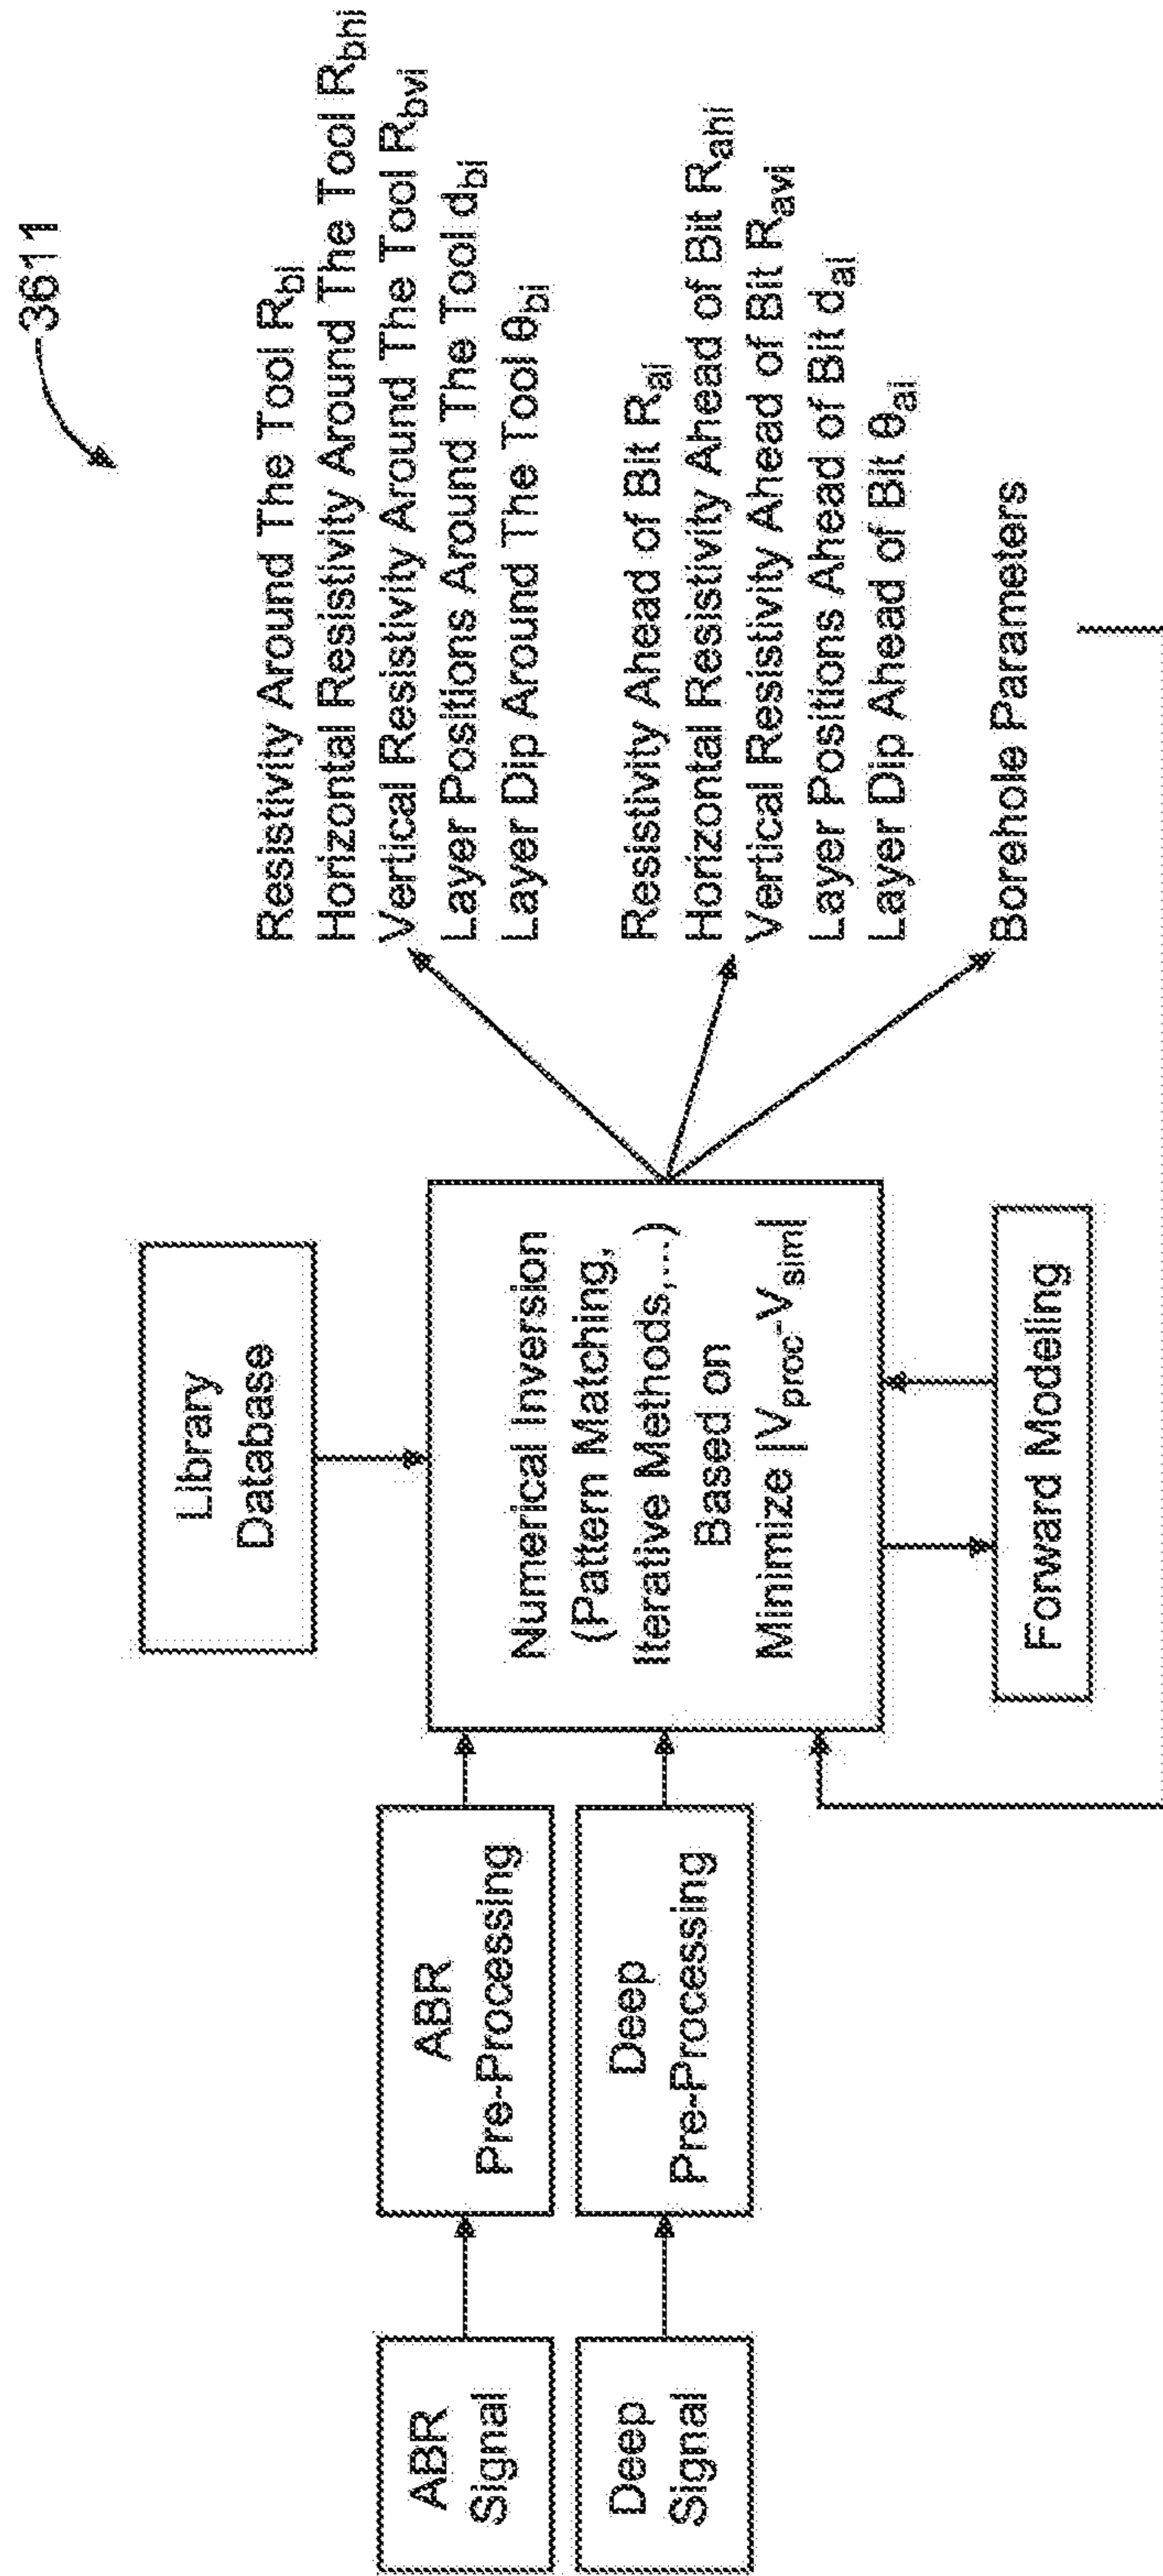 3611
ABR
Signal
Deep
Signal
ABR
Pre-Processing
Deep
Pre-Processing
Library
Database
Numerical Inversion
(Pattern Matching,
Iterative Methods,...)
Based on
Minimize |Vproc-Vsim|
Forward Modeling
Resistivity Around The Tool Rbi
Horizontal Resistivity Around The Tool Rbhi
Vertical Resistivity Around The Tool Rbvi
Layer Positions Around The Tool dbi
Layer Dip Around The Tool θbi
Resistivity Ahead of Bit Rai
Horizontal Resistivity Ahead of Bit Rahi
Vertical Resistivity Ahead of Bit Ravi
Layer Positions Ahead of Bit dai
Layer Dip Ahead of Bit θai
Borehole Parameters